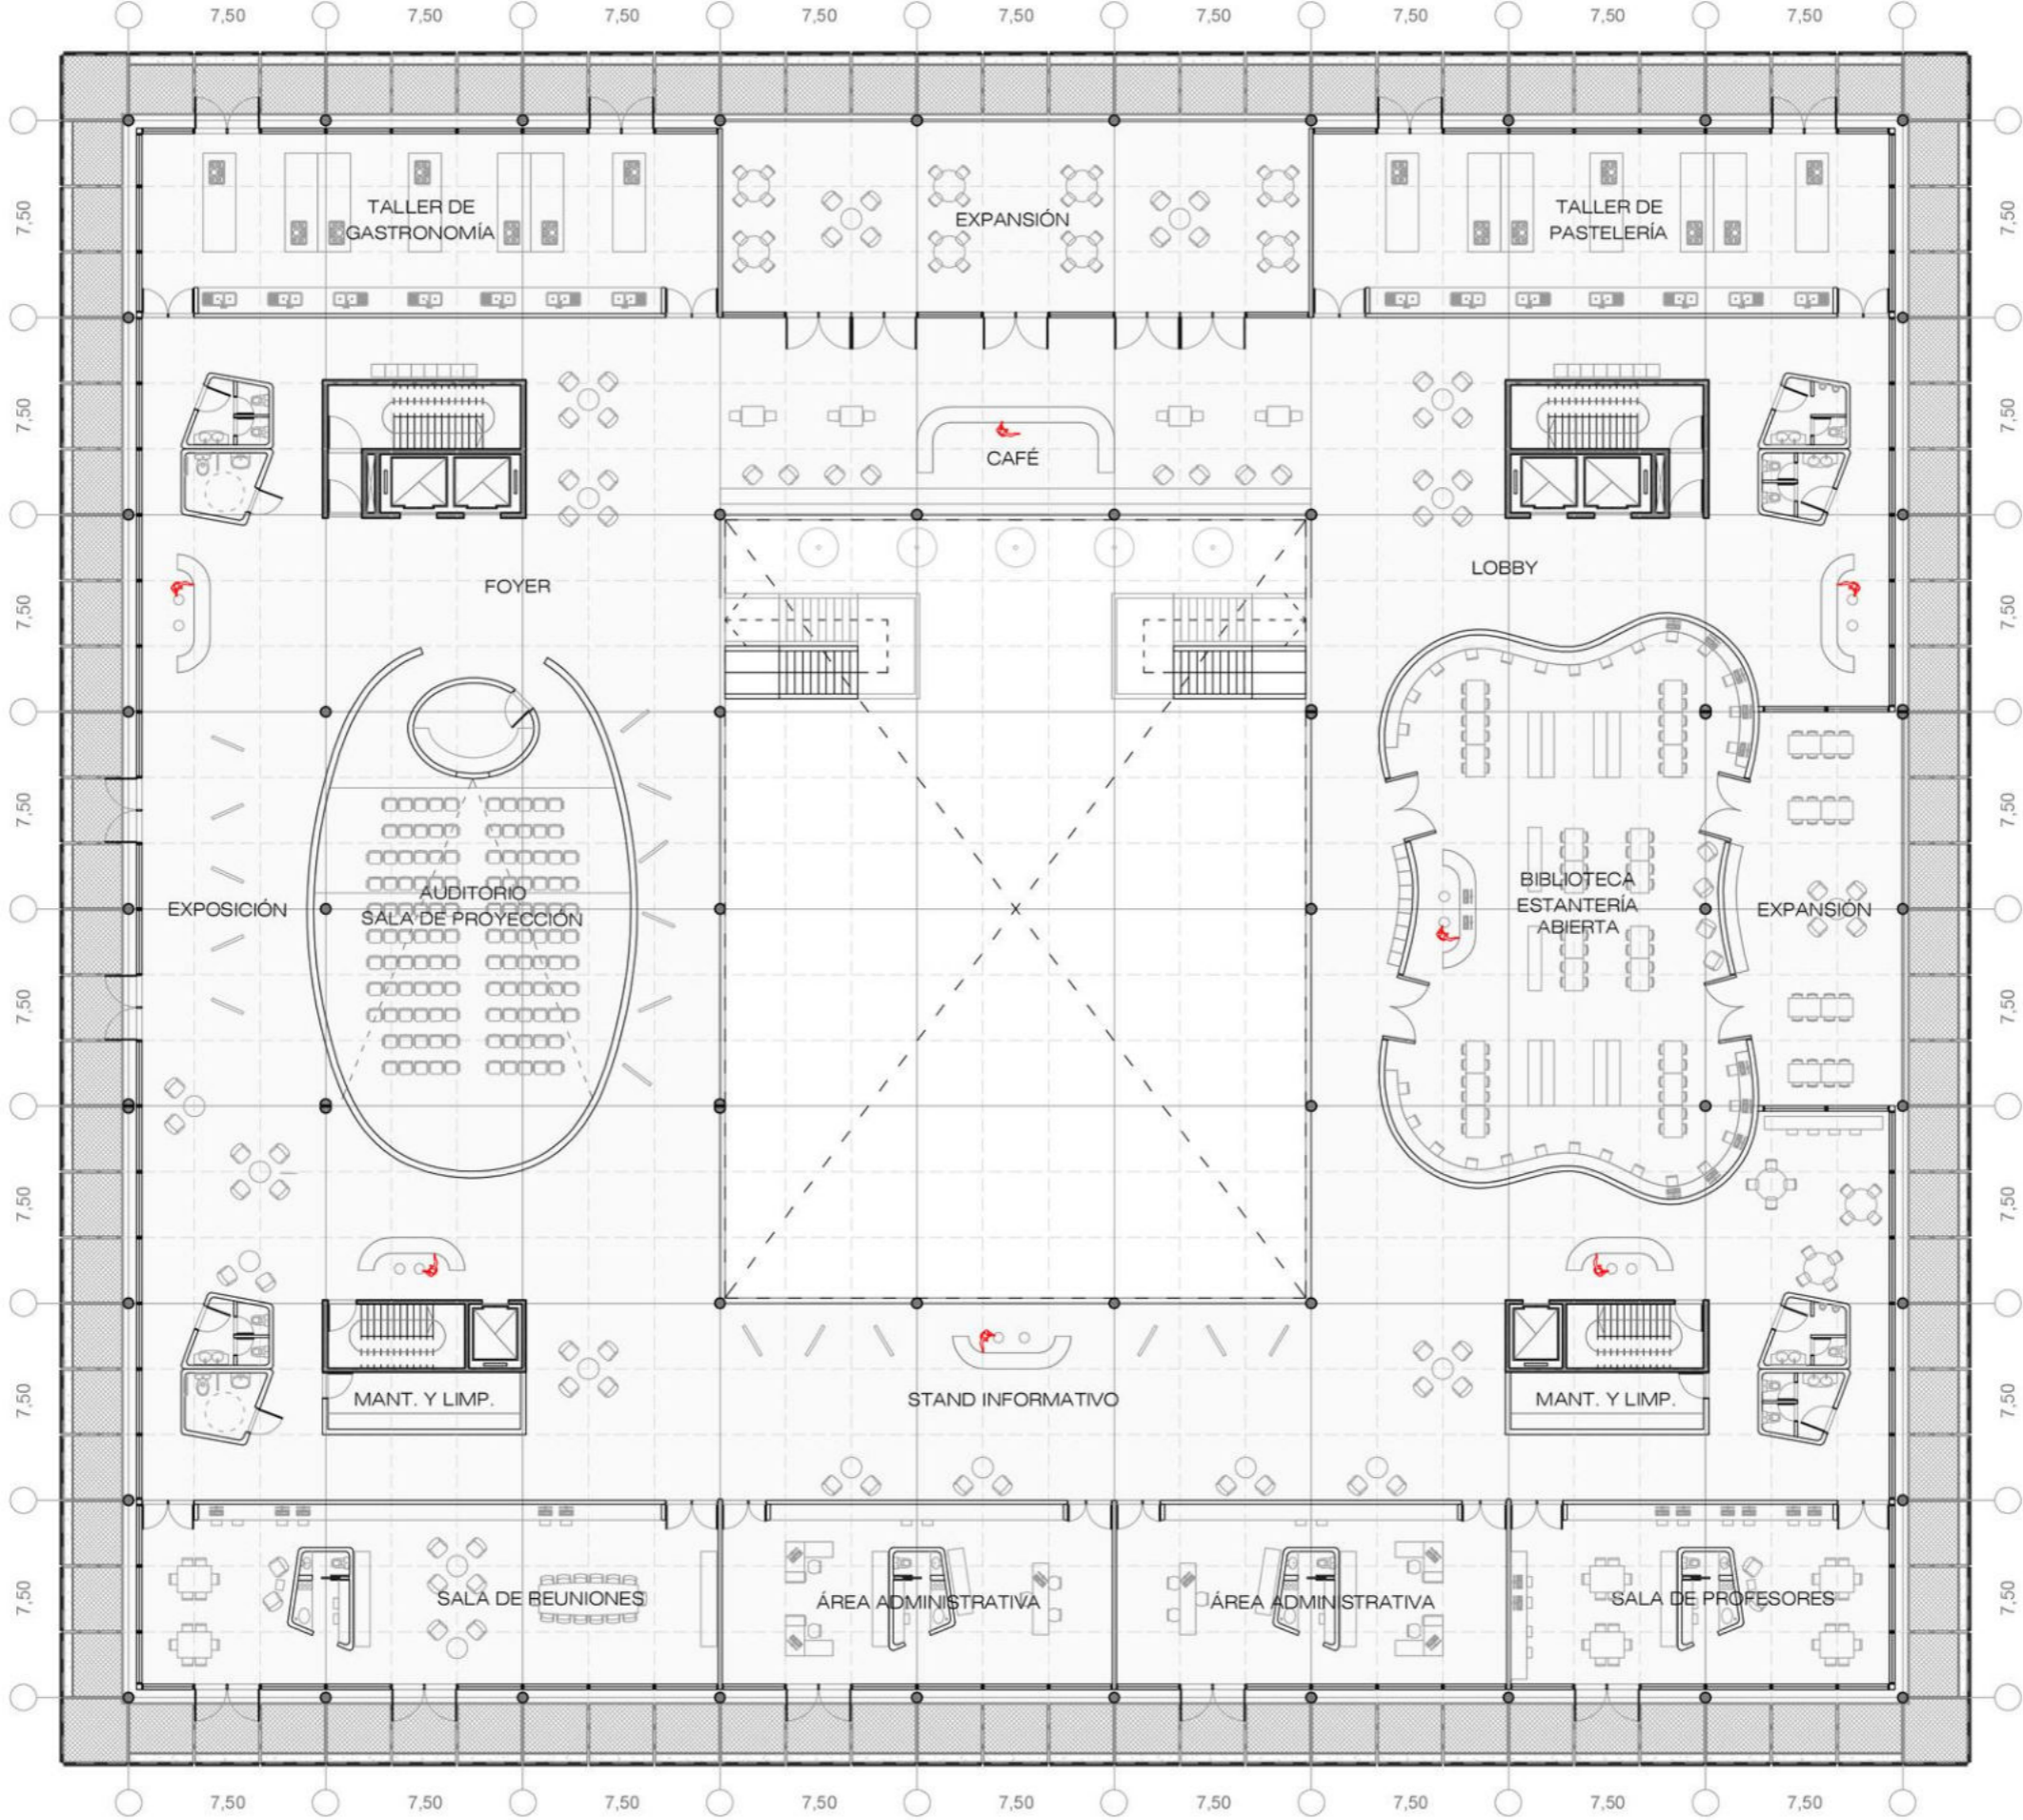 7,50 7,50 7,50 7,50 7,50 7,50 7,50 7,50 7,50
TALLER DE
GASTRONOMÍA
EXPANSIÓN
TALLER DE
PASTELERÍA
7,50 7,50
7,50 7,50
CAFÉ
FOYER
LOBBY
7,50 7,50
7,50 7,50
EXPOSICIÓN
AUDITORIO
SALA DE PROYECCIÓN
X
BIBLIOTECA
ESTANTERÍA
ABIERTA
EXPANSIÓN
7,50 7,50
7,50 7,50
MANT. Y LIMP.
STAND INFORMATIVO
MANT. Y LIMP.
7,50 7,50
SALA DE REUNIONES
ÁREA ADMINISTRATIVA
ÁREA ADMINISTRATIVA
SALA DE PROFESORES
7,50 7,50
7,50 7,50 7,50 7,50 7,50 7,50 7,50 7,50 7,50